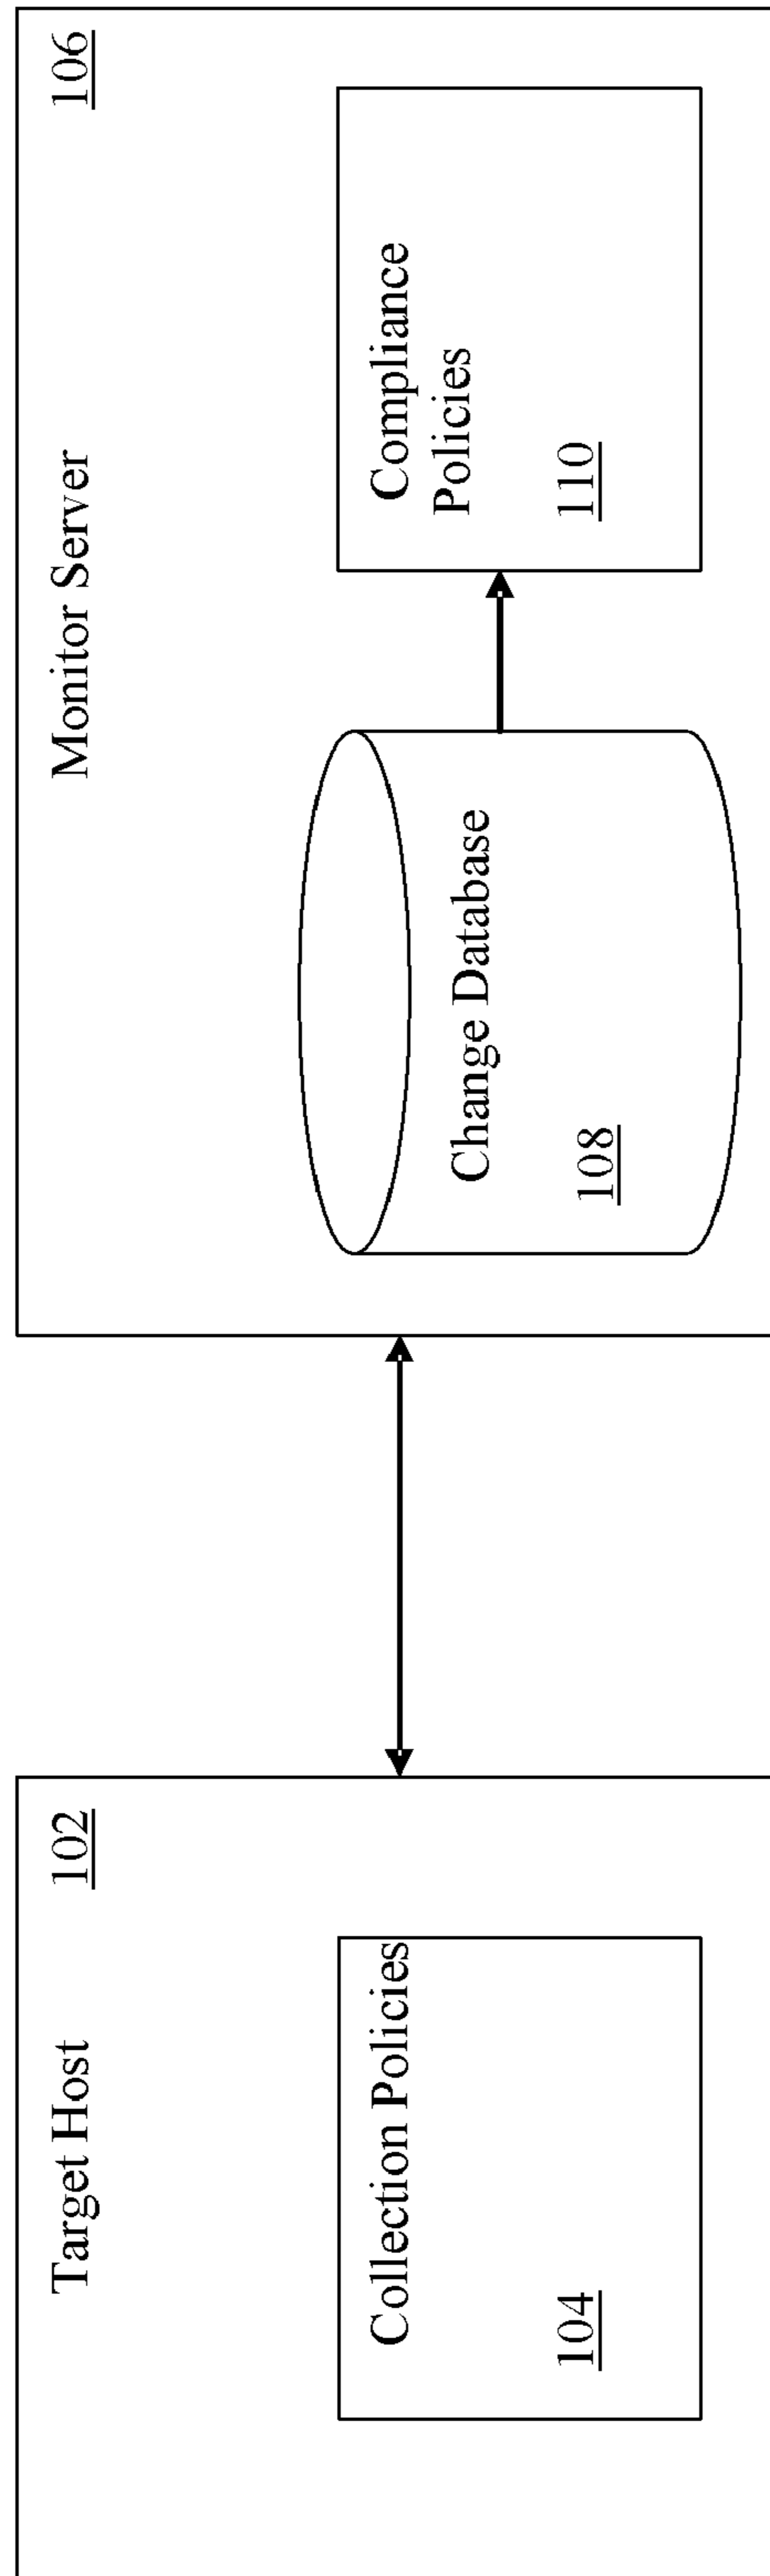 Target Host
102
Collection Policies
104
Monitor Server
106
Change Database
108
Compliance
Policies
110